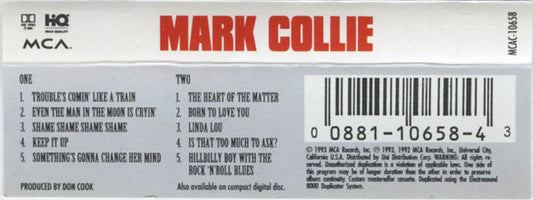 DOLBY HX PRO
B NR
HiQ
HIGH QUALITY
MCA.
MARK COLLIE
MCAC-10658
ONE
1. TROUBLE'S COMIN' LIKE A TRAIN
2. EVEN THE MAN IN THE MOON IS CRYIN'
3. SHAME SHAME SHAME SHAME
4. KEEP IT UP
5. SOMETHING'S GONNA CHANGE HER MIND
PRODUCED BY DON COOK
TWO
1. THE HEART OF THE MATTER
2. BORN TO LOVE YOU
3. LINDA LOU
4. IS THAT TOO MUCH TO ASK?
5. HILLBILLY BOY WITH THE
ROCK 'N'ROLL BLUES
Also available on compact digital disc.
0 0881-10658-4 3
℗ 1993 MCA Records, Inc. © 1993, 1992 MCA Records, Inc., Universal City,
California U.S.A. Distributed by Uni Distribution Corp. WARNING: All rights re-
served. Unauthorized duplication is a violation of applicable laws. One side of
this program may be of longer duration than the other in order to preserve
album continuity. Custom masterdfor cassette. Duplicated using the Electrosound
8000 Duplicator System.